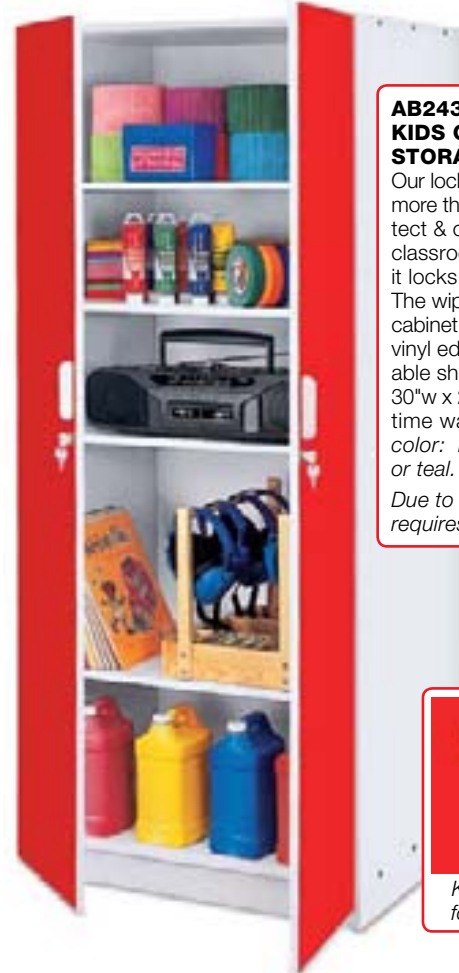 AB243
KIDS C
STORA
Our lock
more th
tect & c
classroo
it locks
The wip
cabinet
vinyl ed
able sh
30"w x 2
time wa
color:
or teal.
Due to
requires
K
fo